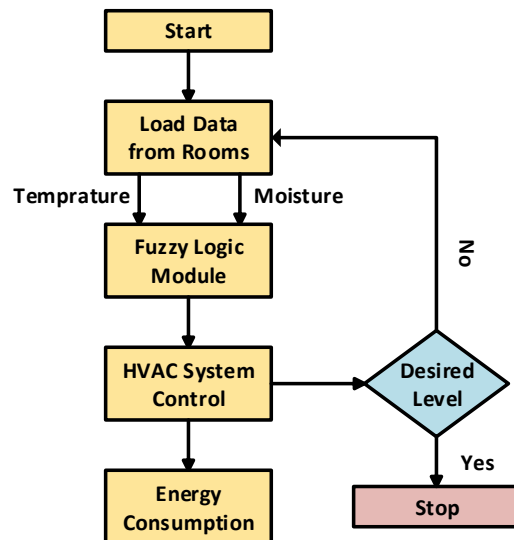 Start
Load Data
from Rooms
Temprature
Moisture
Fuzzy Logic
Module
No
HVAC System
Control
Desired
Level
Yes
Energy
Consumption
Stop